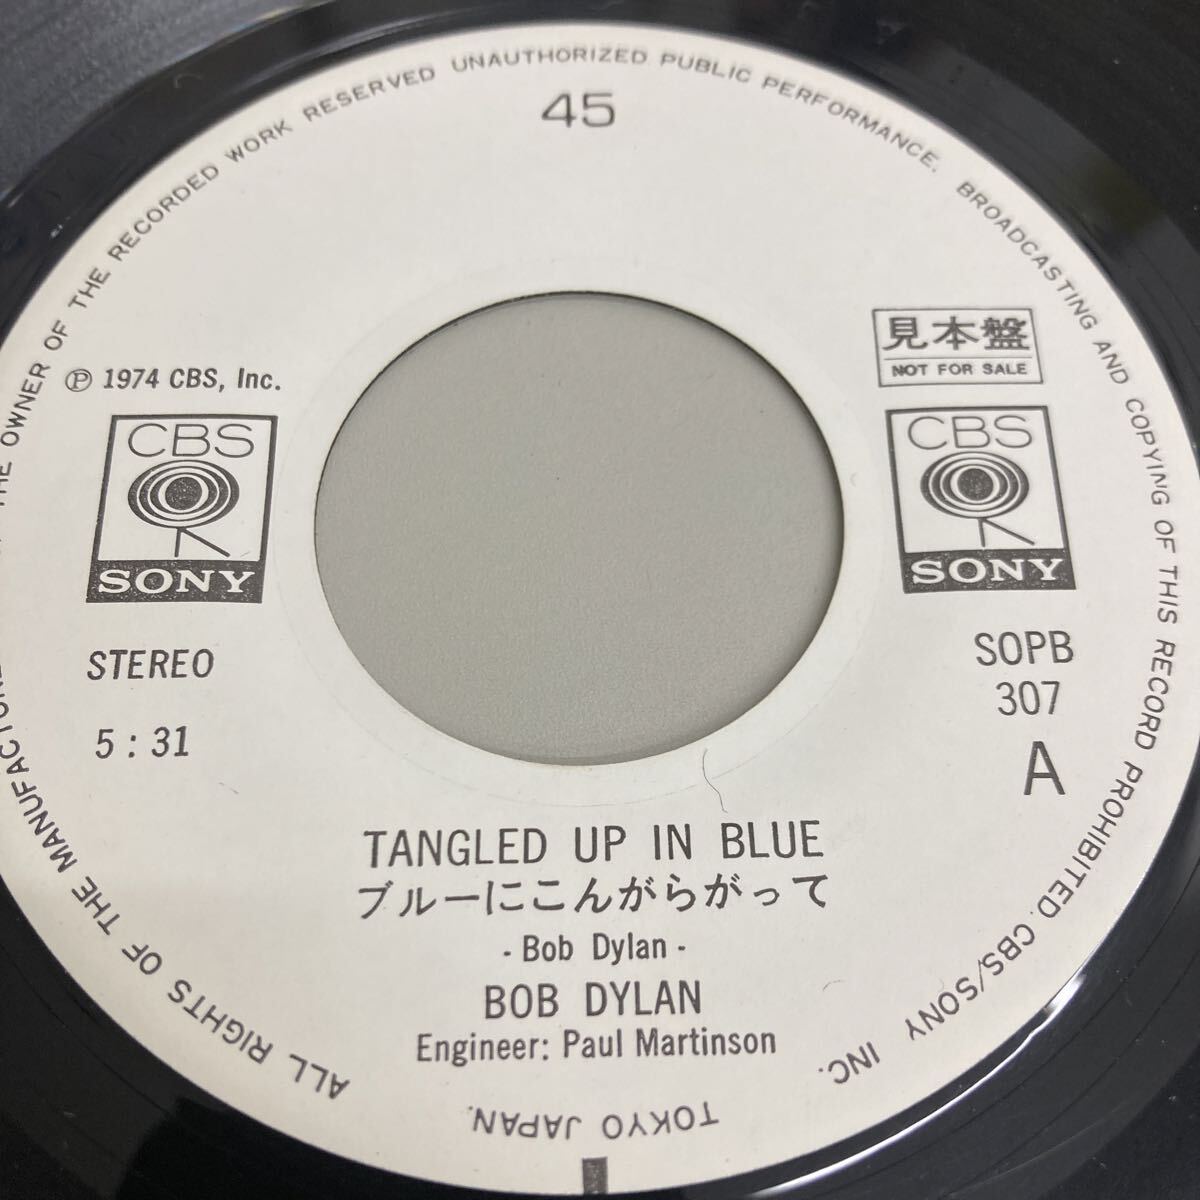 45
ALL RIGHTS OF THE MANUFACTURE THE OWNER OF THE RECORDED WORK RESERVED UNAUTHORIZED PUBLIC PERFORMANCE. BROADCASTING AND COPYING OF THIS RECORD PROHIBITED. CBS/SONY INC.
TOKYO JAPAN.
℗ 1974 CBS, Inc.
CBS
SONY
STEREO
5 : 31
見本盤
NOT FOR SALE
CBS
SONY
SOPB
307
A
TANGLED UP IN BLUE
ブルーにこんがらがって
- Bob Dylan -
BOB DYLAN
Engineer: Paul Martinson